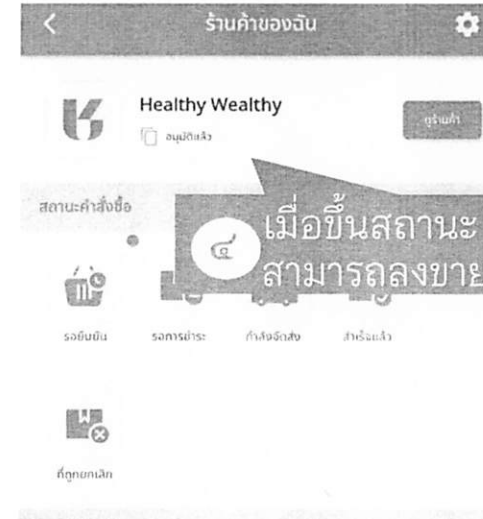 ร้านค้าของฉัน
Healthy Wealthy
อนุมัติแล้ว
ดูร้านค้า
สถานะคำสั่งซื้อ
๔
เมื่อขึ้นสถานะ
สามารถลงขาย
รอยืนยัน
รอการชำระ
กำลังจัดส่ง
สำเร็จแล้ว
ที่ถูกยกเลิก